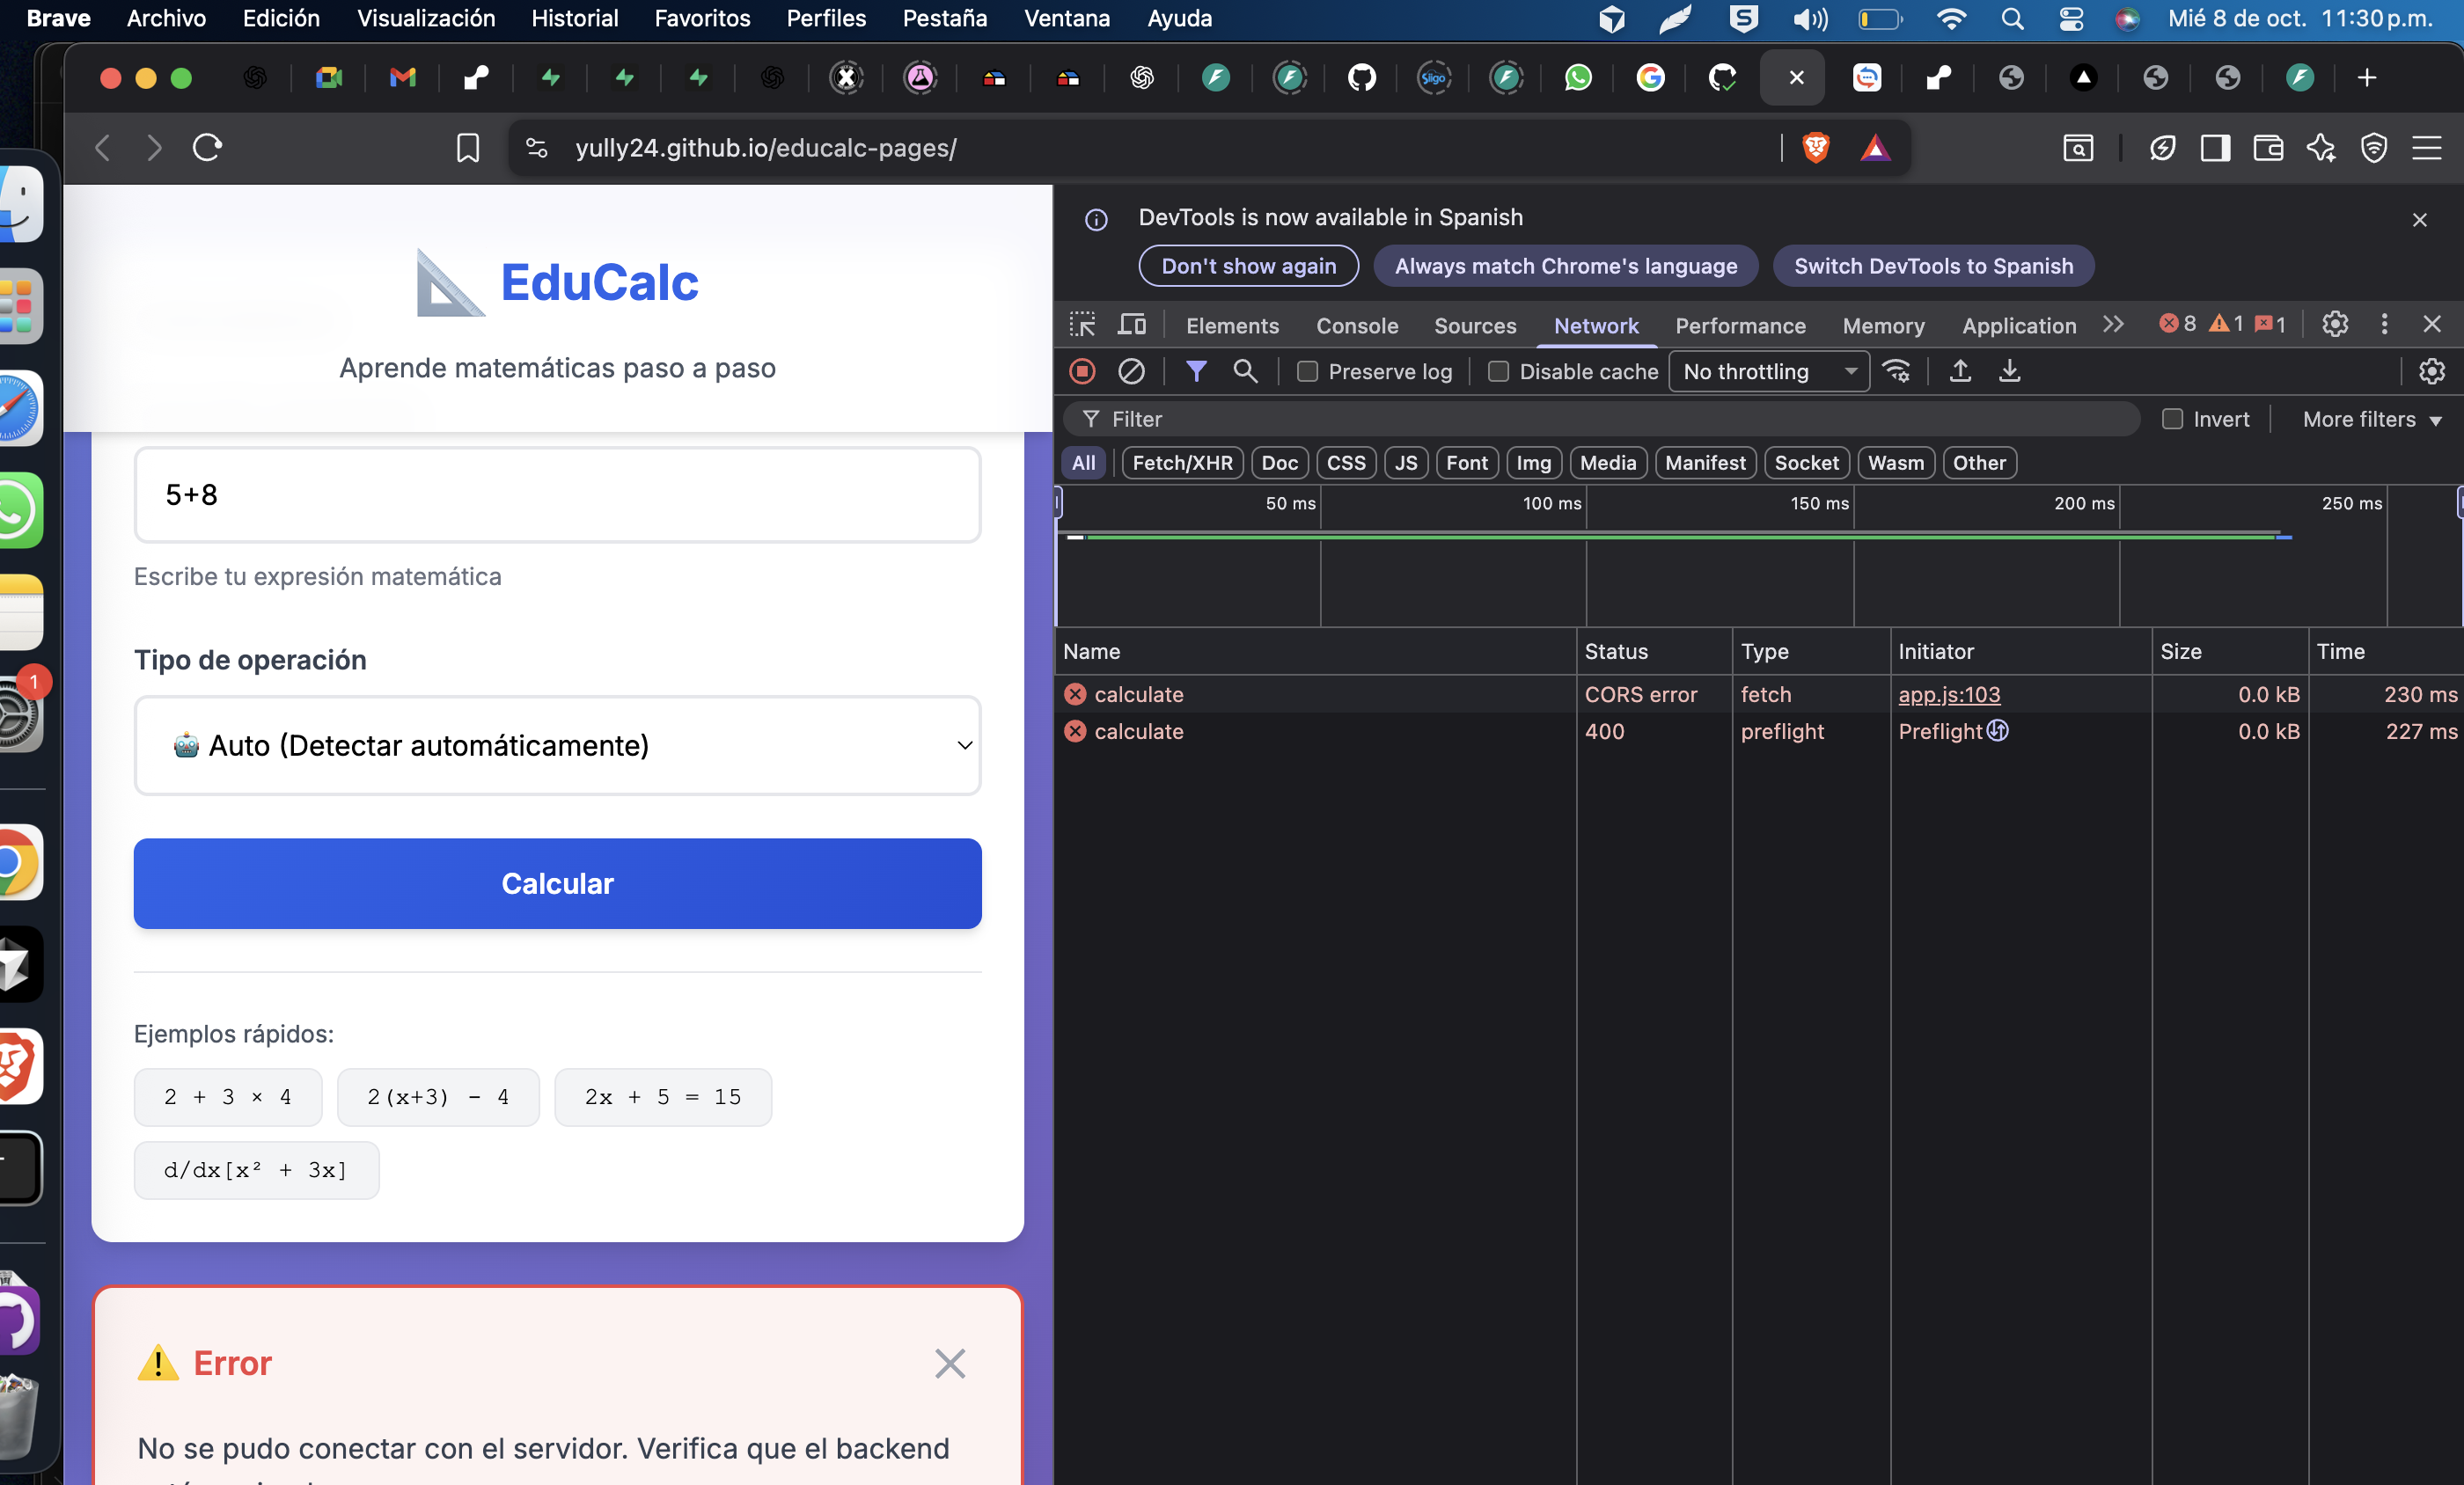 Brave Archivo Edición Visualización Historial Favoritos Perfiles Pestaña Ventana Ayuda S Mié 8 de oct. 11:30 p.m.
Siigo
yully24.github.io/educalc-pages/
EduCalc
Aprende matemáticas paso a paso
5+8
Escribe tu expresión matemática
Tipo de operación
Auto (Detectar automáticamente)
Calcular
Ejemplos rápidos:
2 + 3 × 4 2(x+3) - 4 2x + 5 = 15
d/dx[x² + 3x]
Error
No se pudo conectar con el servidor. Verifica que el backend
1
DevTools is now available in Spanish
Don't show again Always match Chrome's language Switch DevTools to Spanish
Elements Console Sources Network Performance Memory Application 8 1 1
Preserve log Disable cache No throttling
Filter Invert More filters
All Fetch/XHR Doc CSS JS Font Img Media Manifest Socket Wasm Other
50 ms 100 ms 150 ms 200 ms 250 ms
Name Status Type Initiator Size Time
calculate CORS error fetch app.js:103 0.0 kB 230 ms
calculate 400 preflight Preflight 0.0 kB 227 ms